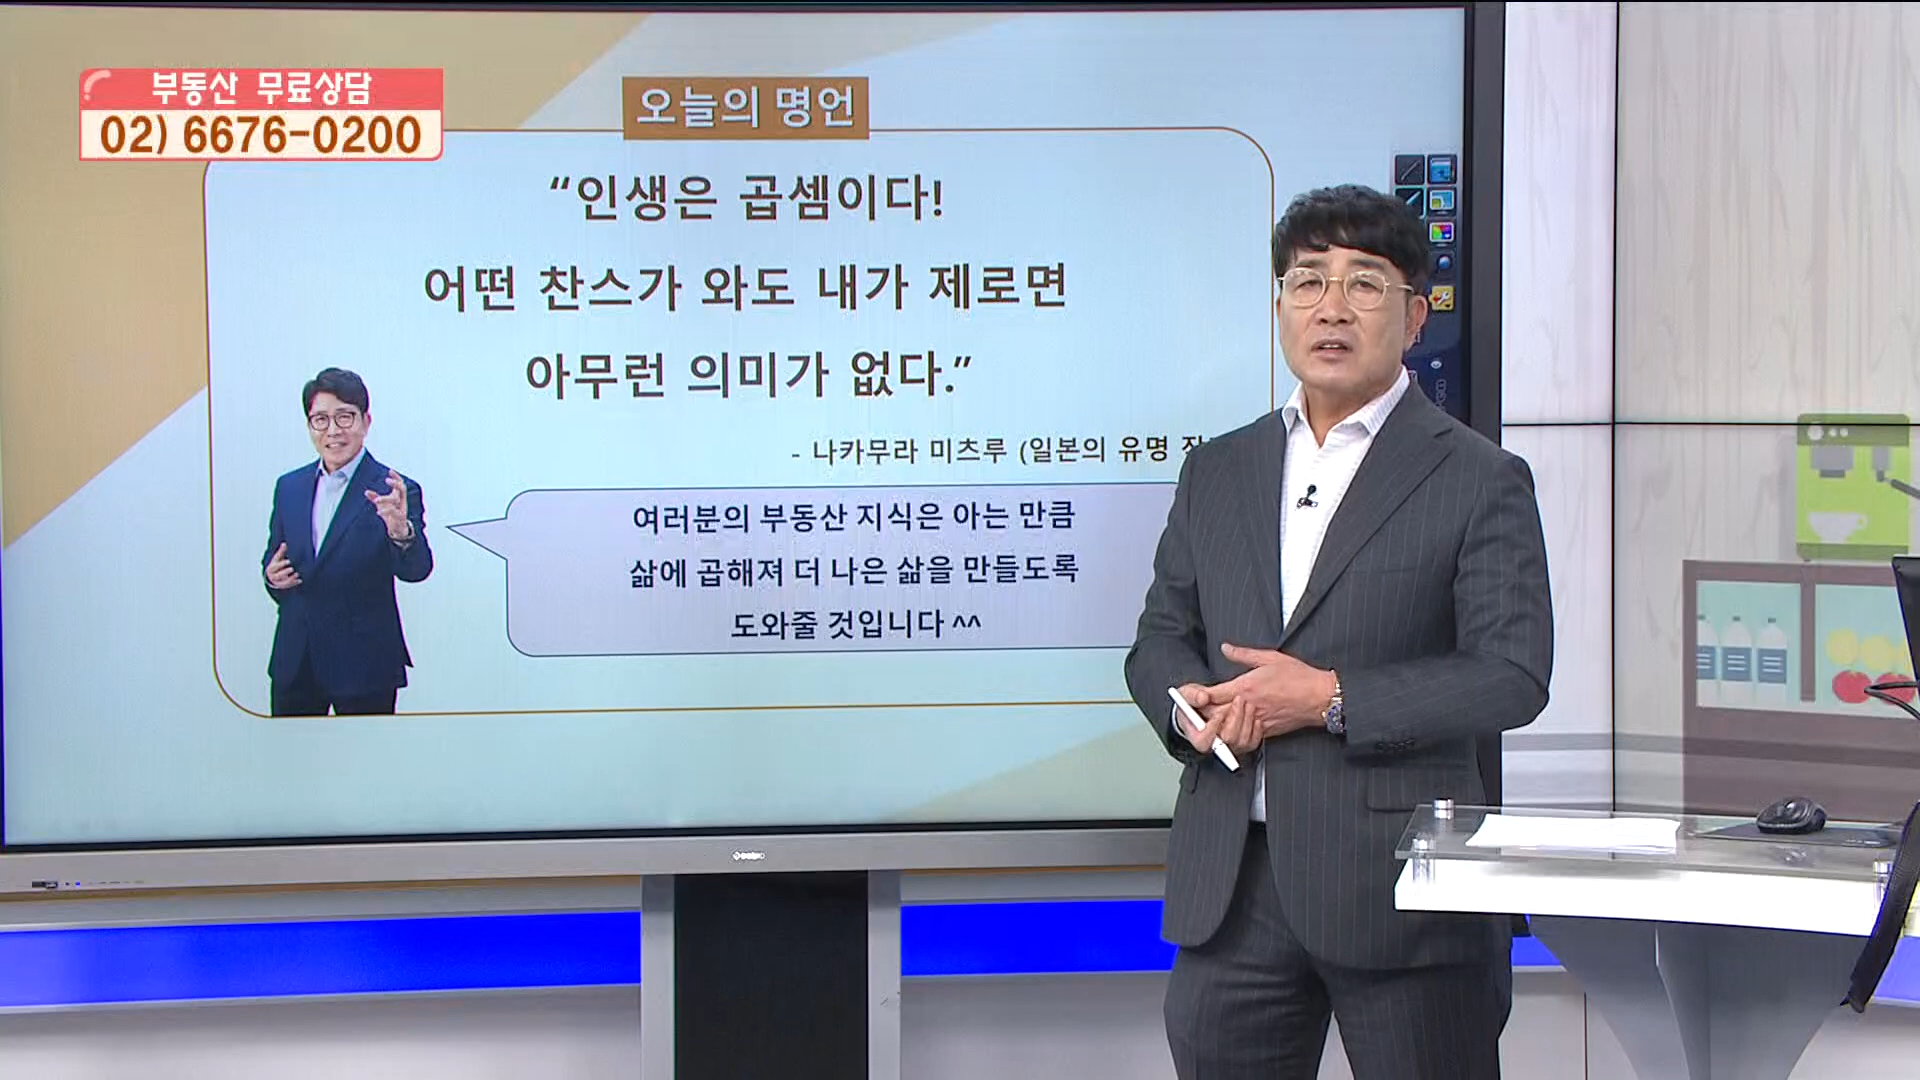 부동산 무료상담
02) 6676-0200
오늘의 명언
“인생은 곱셈이다!
어떤 찬스가 와도 내가 제로면
아무런 의미가 없다.”
- 나카무라 미츠루 (일본의 유명
여러분의 부동산 지식은 아는 만큼
삶에 곱해져 더 나은 삶을 만들도록
도와줄 것입니다 ^^